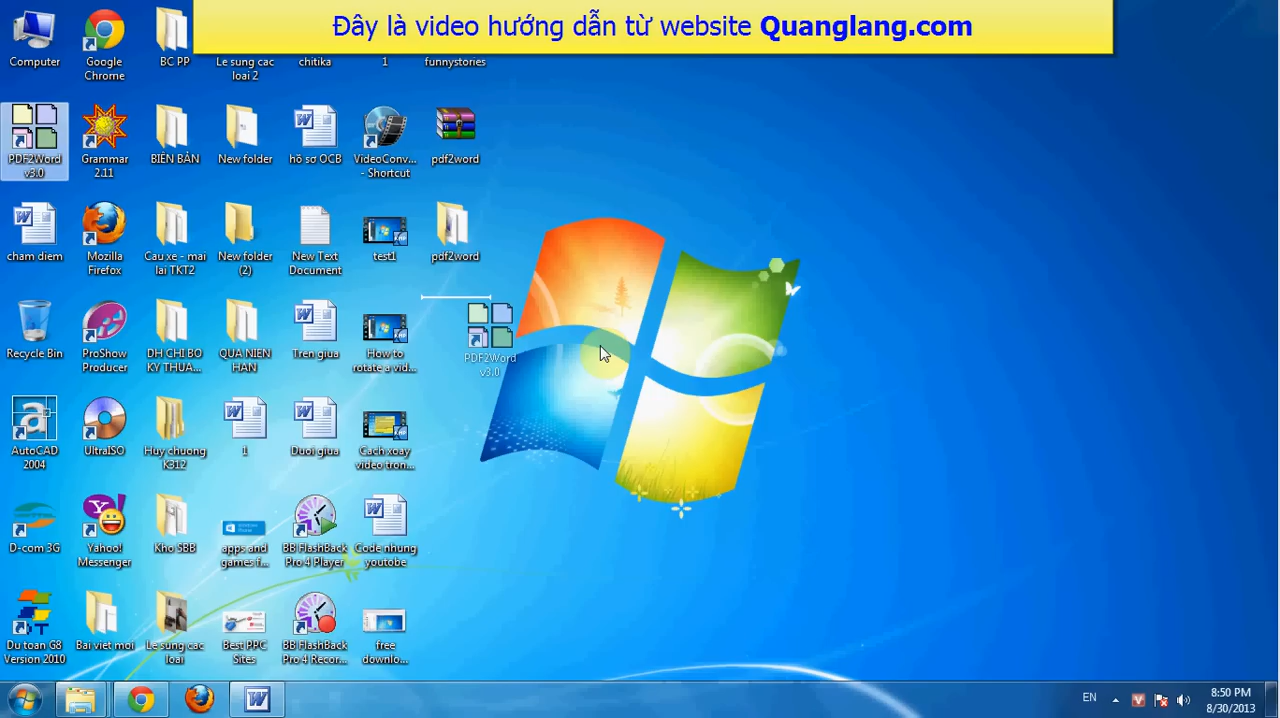 Đây là video hướng dẫn từ website Quanglang.com
Computer
Google
Chrome
BC PP
Le sung cac
loai 2
chitika
1
funnystories
PDF2Word
v3.0
Grammar
2.11
BIÊN BẢN
New folder
hồ sơ OCB
VideoConv...
- Shortcut
pdf2word
cham diem
Mozilla
Firefox
Cau xe - mai
lai TKT2
New folder
(2)
New Text
Document
test1
pdf2word
Recycle Bin
ProShow
Producer
DH CHI BO
KY THUA...
QUA NIEN
HAN
Tren giua
How to
rotate a vid...
PDF2Word
v3.0
AutoCAD
2004
UltraISO
Huy chuong
K312
1
Duoi giua
Cach xoay
video tron...
D-com 3G
Yahoo!
Messenger
Kho SBB
apps and
games f...
BB FlashBack
Pro 4 Player
Code nhung
youtobe
Du toan G8
Version 2010
Bai viet moi
Le sung cac
loai
Best PPC
Sites
BB FlashBack
Pro 4 Recor...
free
downlo...
EN
8:50 PM
8/30/2013